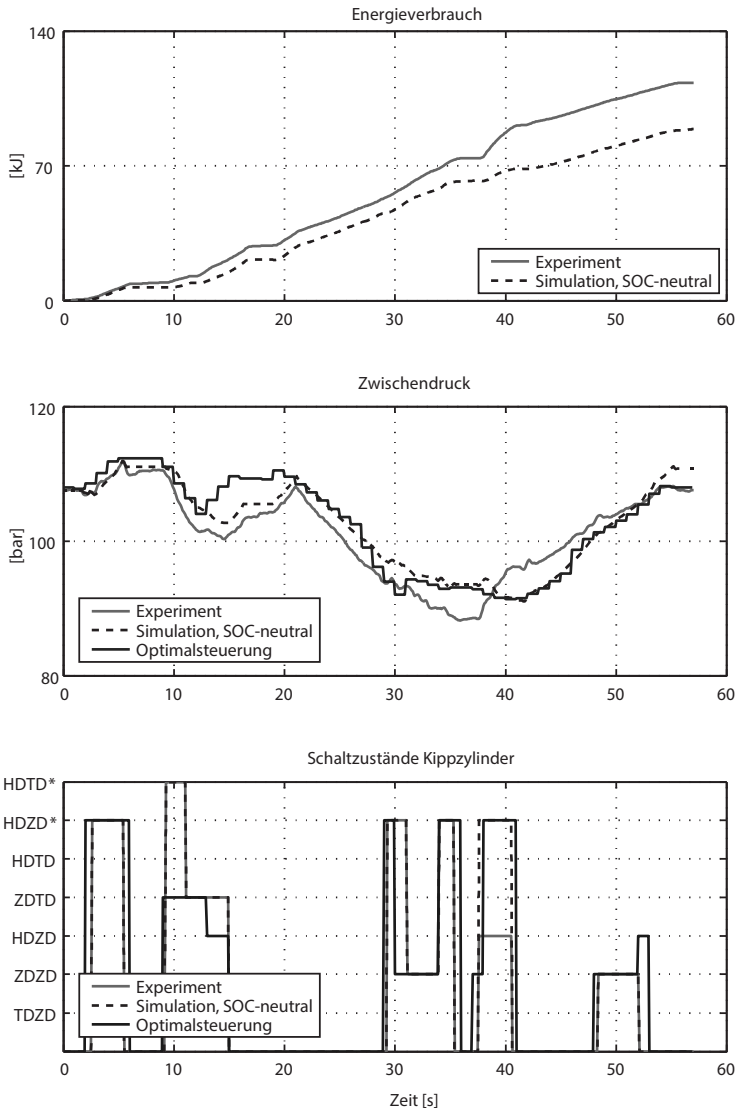 Energieverbrauch
140
70
0
[kJ]
Experiment
Simulation, SOC-neutral
0 10 20 30 40 50 60
Zwischendruck
120
100
80
[bar]
Experiment
Simulation, SOC-neutral
Optimalsteuerung
0 10 20 30 40 50 60
Schaltzustände Kippzylinder
HDTD*
HDZD*
HDTD
ZDTD
HDZD
ZDZD
TDZD
Experiment
Simulation, SOC-neutral
Optimalsteuerung
0 10 20 30 40 50 60
Zeit [s]